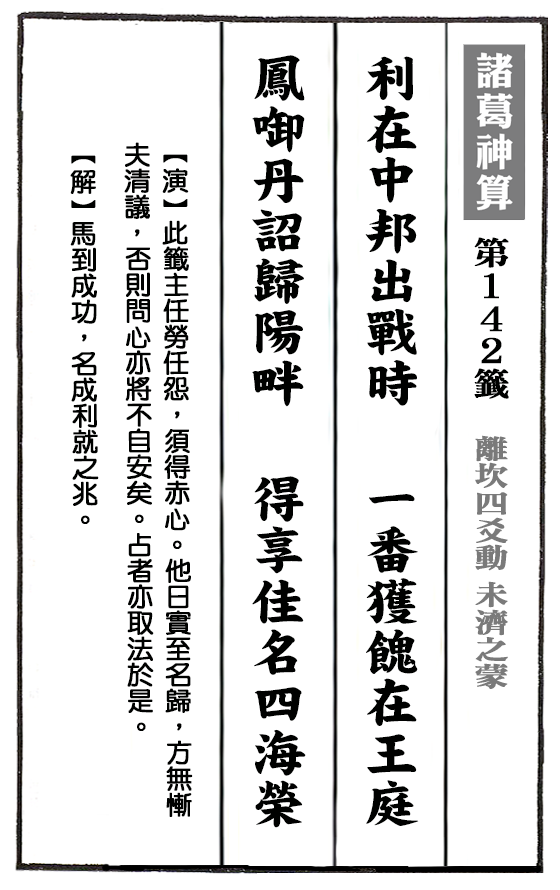 諸葛神算 第142籤 離坎四爻動 未濟之蒙
利在中邦出戰時 一番獲餽在王庭
鳳啣丹詔歸陽畔 得享佳名四海榮
【演】此籤主任勞任怨，須得赤心。他日實至名歸，方無慚
夫清議，否則問心亦將不自安矣。占者亦取法於是。
【解】馬到成功，名成利就之兆。